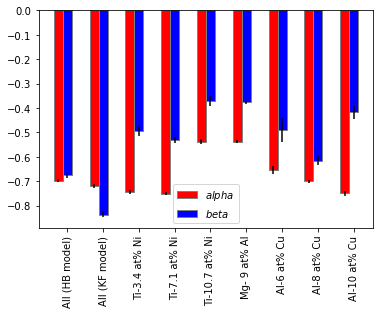 0.0
−0.1
−0.2
−0.3
−0.4
−0.5
−0.6
−0.7
−0.8
alpha
beta
All (HB model)
All (KF model)
Ti-3.4 at% Ni
Ti-7.1 at% Ni
Ti-10.7 at% Ni
Mg- 9 at% Al
Al-6 at% Cu
Al-8 at% Cu
Al-10 at% Cu